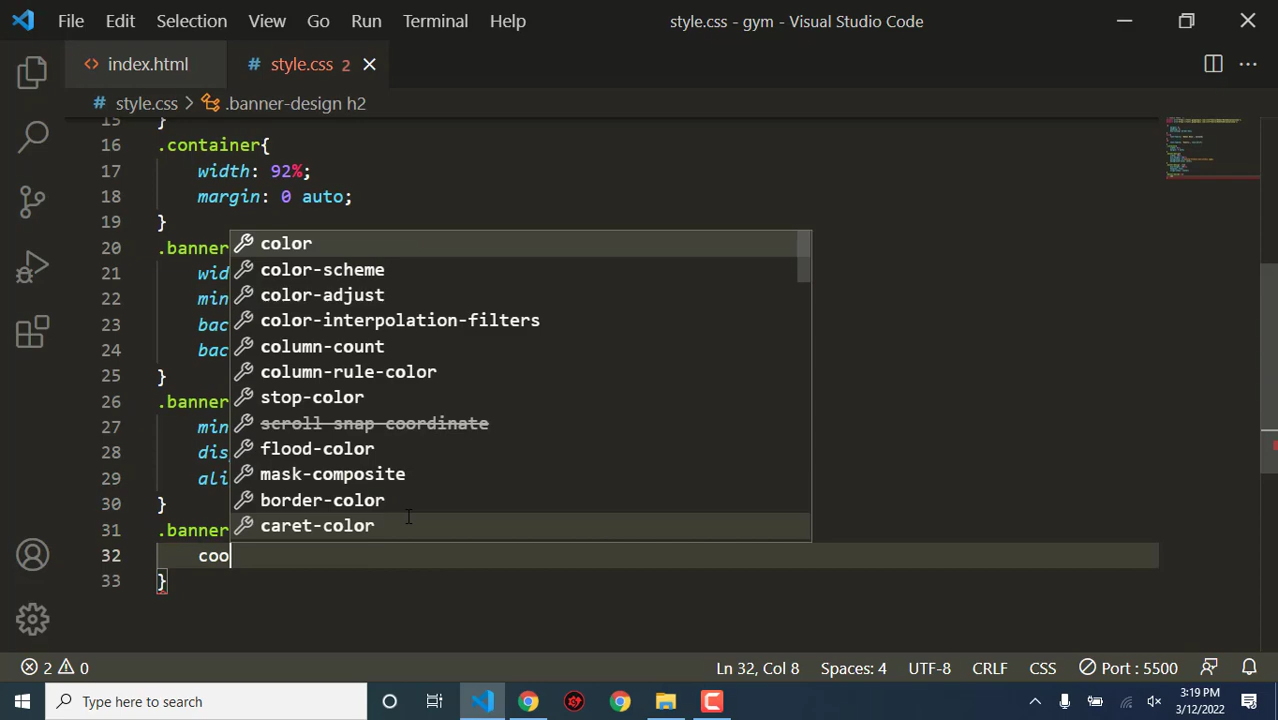 File Edit Selection View Go Run Terminal Help style.css - gym - Visual Studio Code
index.html style.css 2
style.css > .banner-design h2
15 }
16 .container{
17 width: 92%;
18 margin: 0 auto;
19 }
20 .banner
21 wid
22 min
23 bac
24 bac
25 }
26 .banner
27 min
28 dis
29 ali
30 }
31 .banner
32 coo
33 }
color
color-scheme
color-adjust
color-interpolation-filters
column-count
column-rule-color
stop-color
scroll-snap-coordinate
flood-color
mask-composite
border-color
caret-color
2 0 Ln 32, Col 8 Spaces: 4 UTF-8 CRLF CSS Port : 5500
Type here to search 3:19 PM
3/12/2022